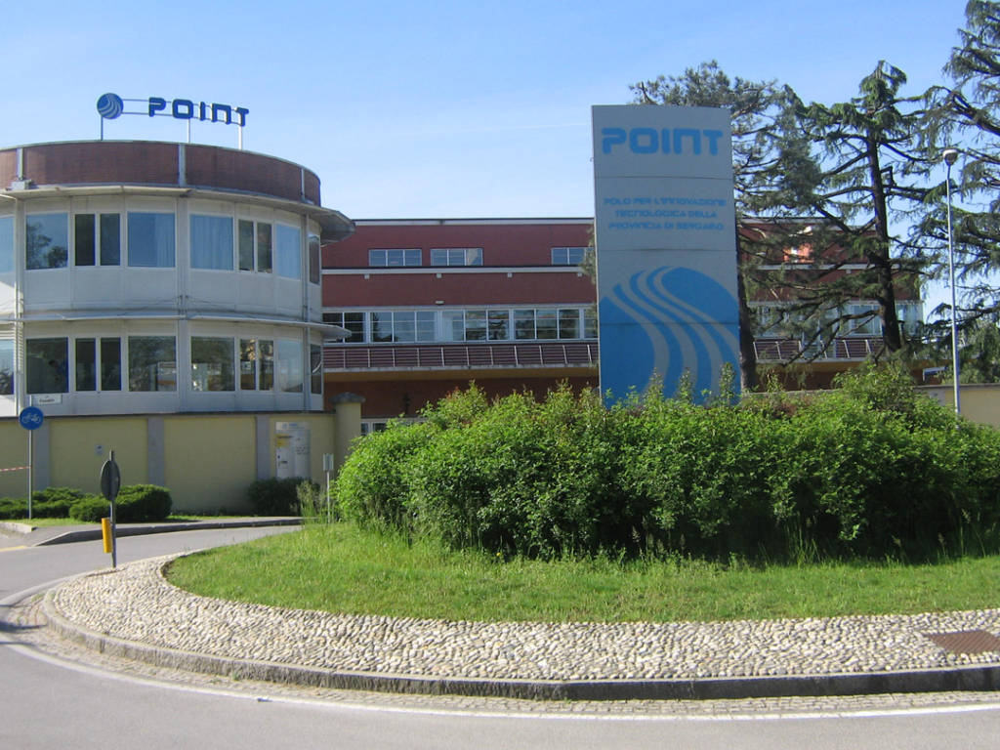 POINT
POINT
POLO PER L'INNOVAZIONE
TECNOLOGICA DELLA
PROVINCIA DI BERGAMO